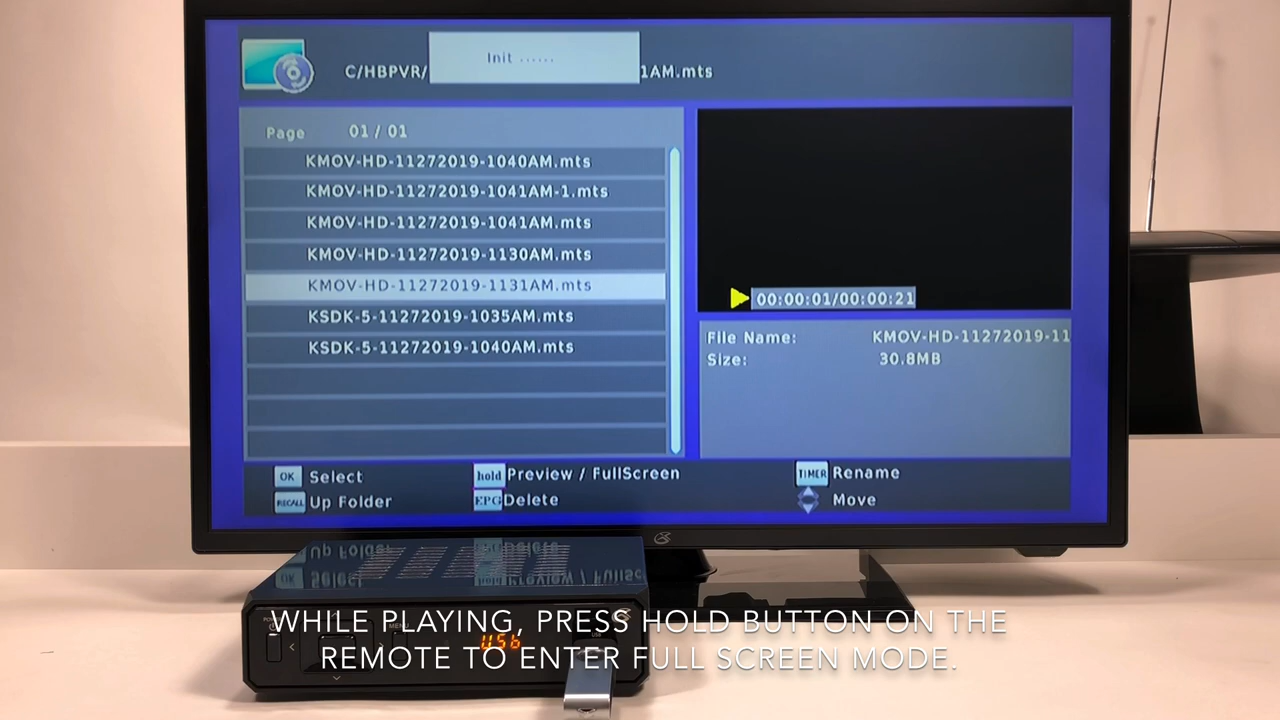 Init ......
C/HBPVR/ 1AM.mts
Page 01 / 01
KMOV-HD-11272019-1040AM.mts
KMOV-HD-11272019-1041AM-1.mts
KMOV-HD-11272019-1041AM.mts
KMOV-HD-11272019-1130AM.mts
KMOV-HD-11272019-1131AM.mts
KSDK-5-11272019-1035AM.mts
KSDK-5-11272019-1040AM.mts
00:00:01/00:00:21
File Name: KMOV-HD-11272019-11
Size: 30.8MB
OK Select hold Preview / FullScreen TIMER Rename
RECALL Up Folder EPG Delete Move
MENU
USB
USb
WHILE PLAYING, PRESS HOLD BUTTON ON THE
REMOTE TO ENTER FULL SCREEN MODE.